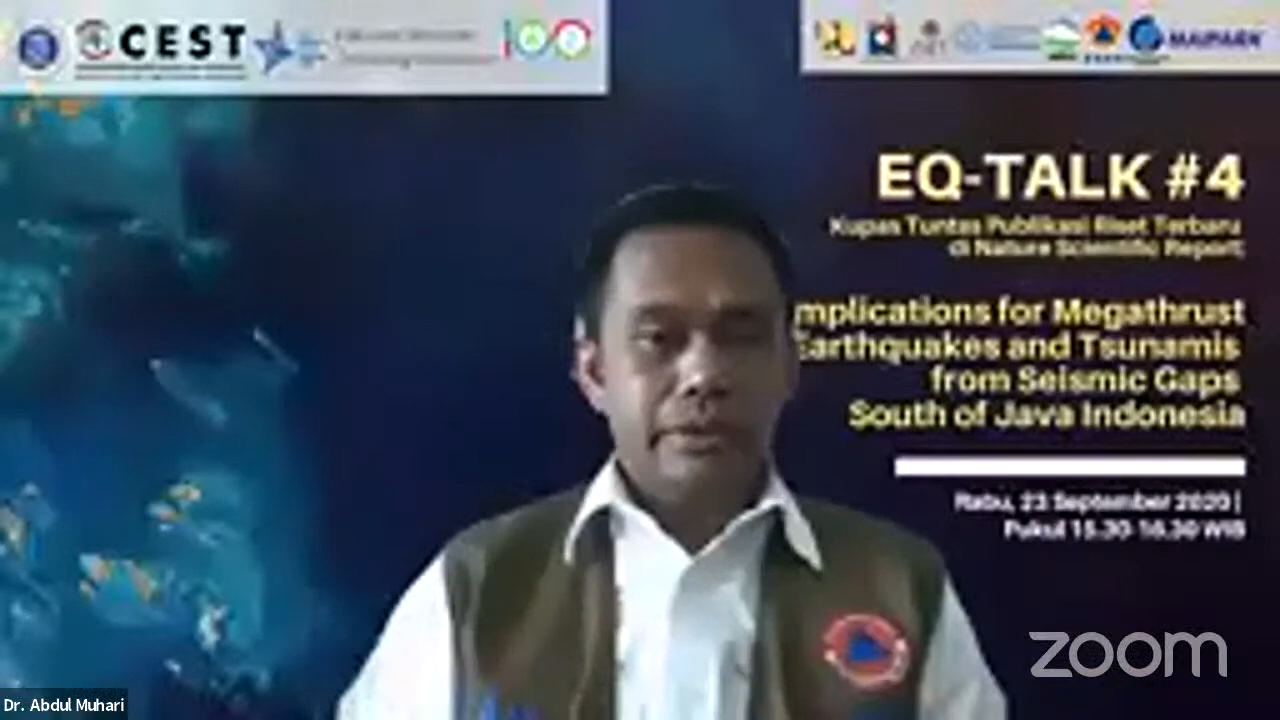 CEST
100
MAIPARK
EQ-TALK #4
Kupas Tuntas Publikasi Riset Terbaru
di Nature Scientific Report:
mplications for Megathrust
Earthquakes and Tsunamis
from Seismic Gaps
South of Java Indonesia
Rabu, 23 September 2020 |
Pukul 15.30-16.30 WIB
zoom
Dr. Abdul Muhari